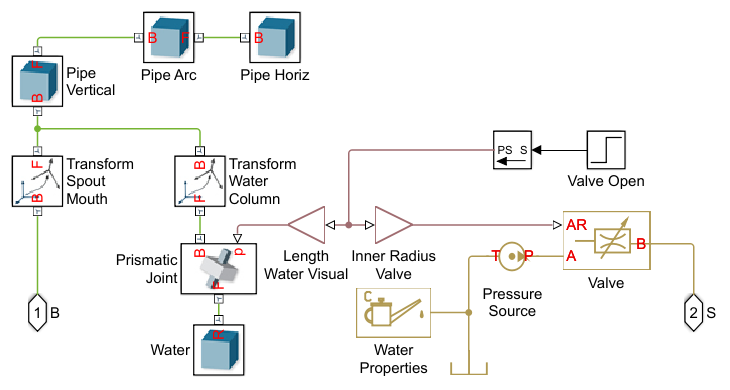 B
F
B
Pipe Arc
Pipe Horiz
F
B
Pipe
Vertical
PS S
Valve Open
F
B
Transform
Spout
Mouth
B
F
Transform
Water
Column
Length
Water Visual
Inner Radius
Valve
AR
A
B
Valve
B
P
F
Prismatic
Joint
T
P
Pressure
Source
C
Water
Properties
1
B
2
S
R
Water